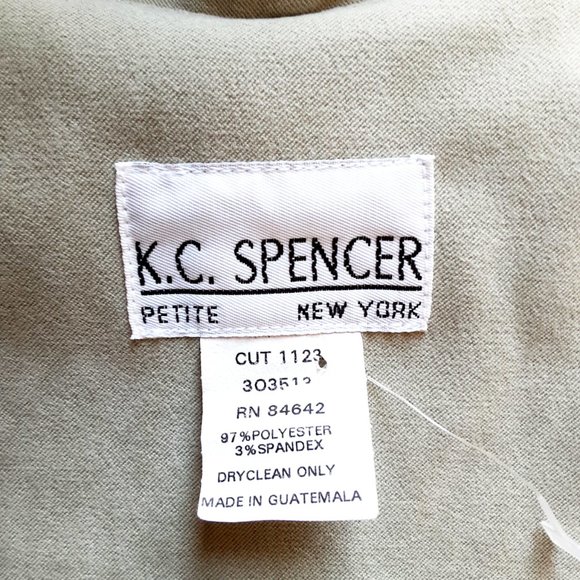 K.C. SPENCER
PETITE NEW YORK
CUT 1123
RN 84642
97%POLYESTER
3%SPANDEX
DRYCLEAN ONLY
MADE IN GUATEMALA